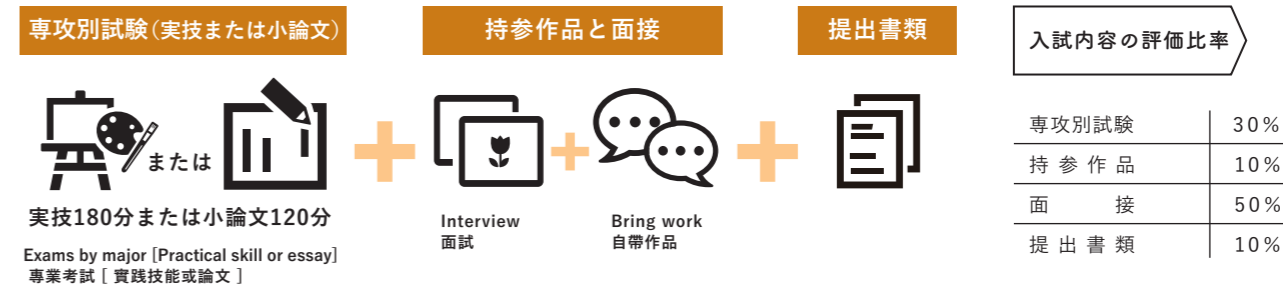 専攻別試験（実技または小論文）
持参作品と面接
提出書類
入試内容の評価比率
または
実技180分または小論文120分
Exams by major [Practical skill or essay]
專業考試 [ 實踐技能或論文 ]
Interview
面試
Bring work
自帶作品
専攻別試験 30%
持参作品 10%
面接 50%
提出書類 10%